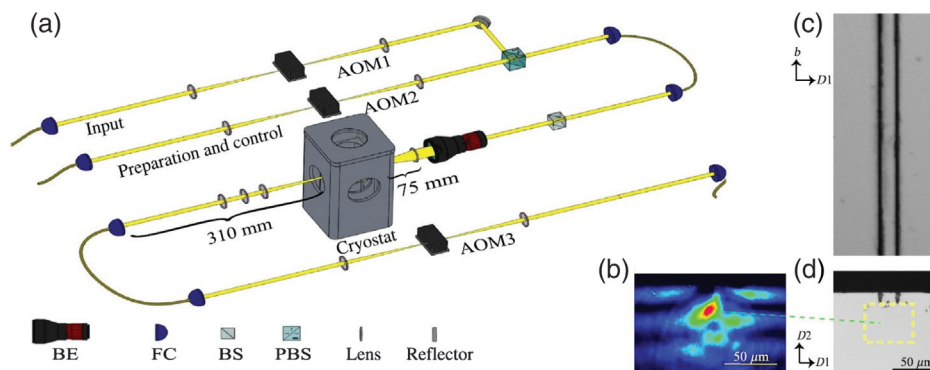 (a)
AOM1
Input
AOM2
Preparation and control
75 mm
310 mm
Cryostat
AOM3
BE
FC
BS
PBS
Lens
Reflector
(b)
50 μm
(c)
b
D1
(d)
D2
D1
50 μm